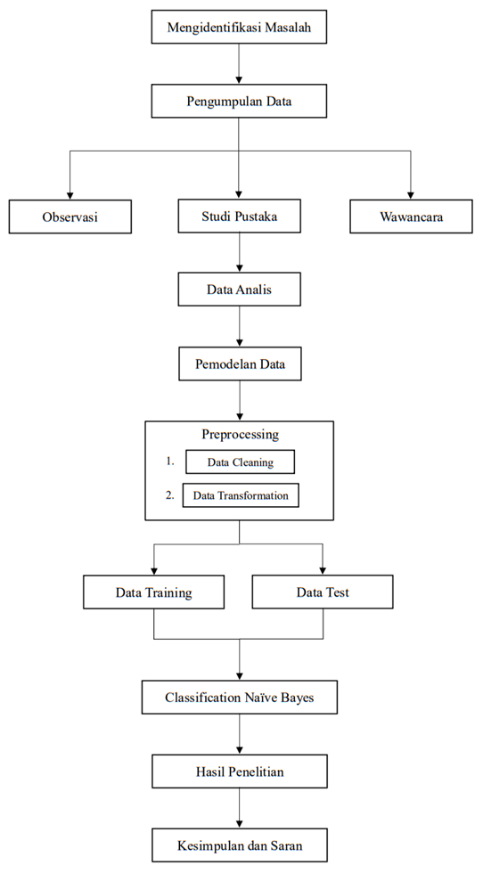 Mengidentifikasi Masalah
Pengumpulan Data
Observasi
Studi Pustaka
Wawancara
Data Analis
Pemodelan Data
Preprocessing
1. Data Cleaning
2. Data Transformation
Data Training
Data Test
Classification Naïve Bayes
Hasil Penelitian
Kesimpulan dan Saran